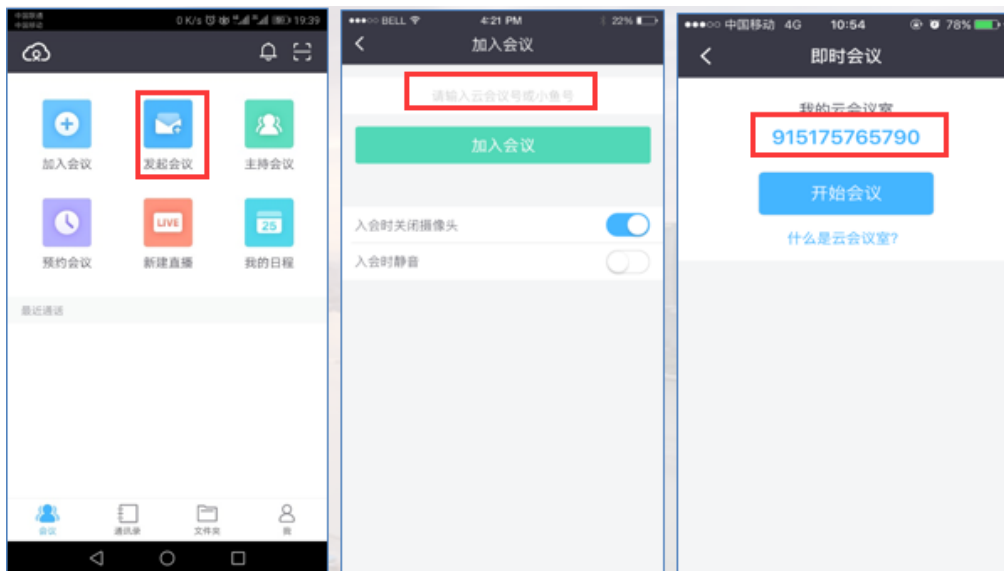 中国联通
中国移动
0 K/s
19:39
加入会议
发起会议
主持会议
LIVE
25
预约会议
新建直播
我的日程
最近通话
会议
通讯录
文件夹
我
BELL
4:21 PM
22%
加入会议
请输入云会议号或小鱼号
加入会议
入会时关闭摄像头
入会时静音
中国移动 4G
10:54
78%
即时会议
我的云会议室
915175765790
开始会议
什么是云会议室?